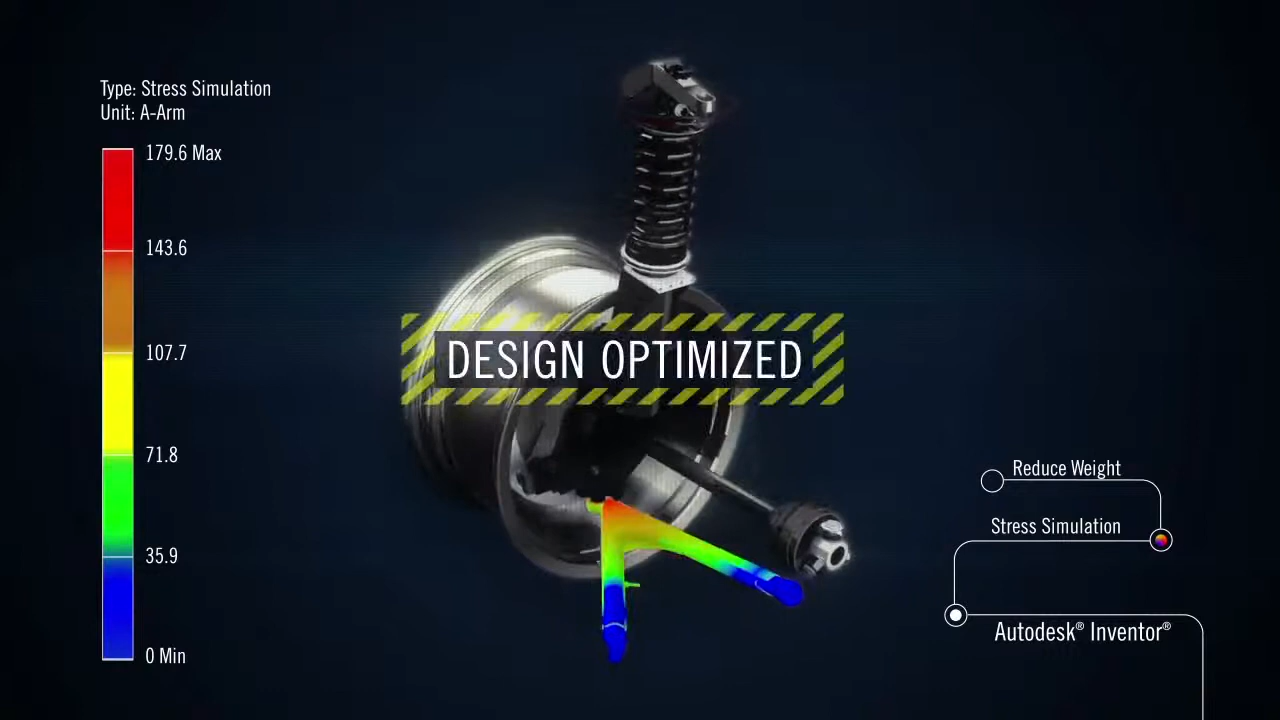 Type: Stress Simulation
Unit: A-Arm
179.6 Max
143.6
107.7
71.8
35.9
0 Min
DESIGN OPTIMIZED
Reduce Weight
Stress Simulation
Autodesk® Inventor®